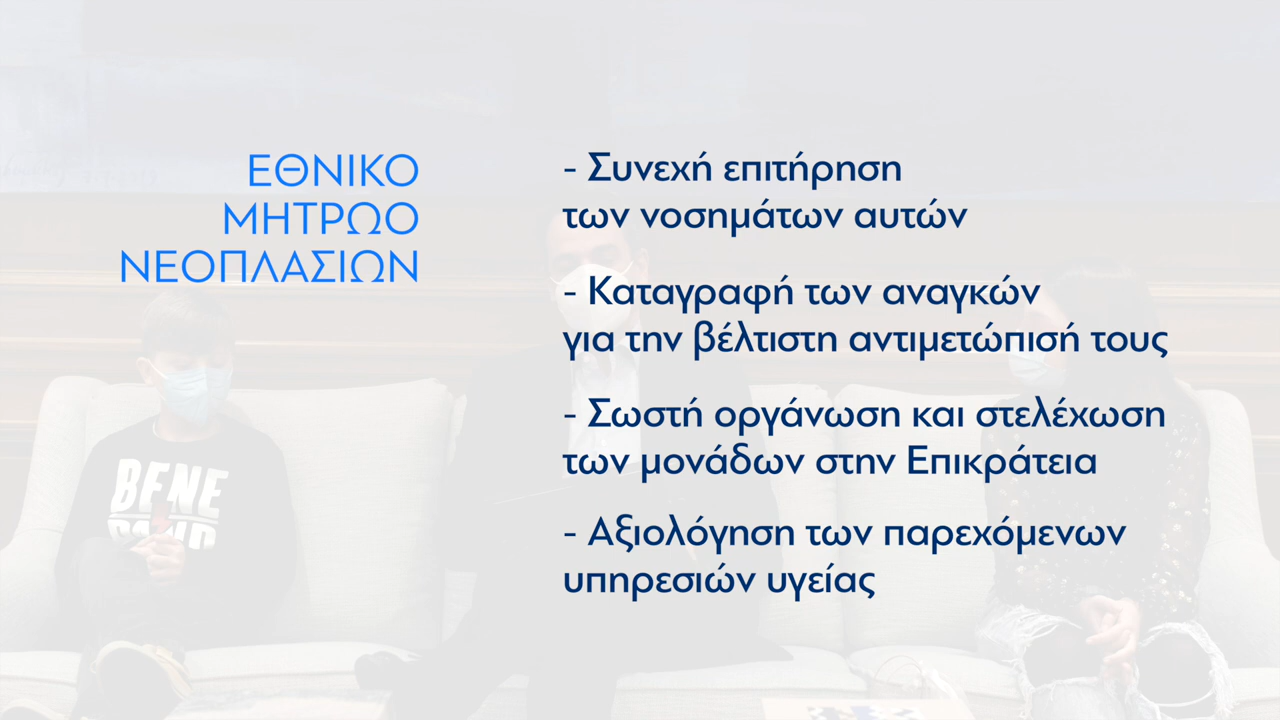 ΕΘΝΙΚΟ
ΜΗΤΡΩΟ
ΝΕΟΠΛΑΣΙΩΝ
- Συνεχή επιτήρηση
των νοσημάτων αυτών
- Καταγραφή των αναγκών
για την βέλτιστη αντιμετώπισή τους
- Σωστή οργάνωση και στελέχωση
των μονάδων στην Επικράτεια
- Αξιολόγηση των παρεχόμενων
υπηρεσιών υγείας
BENE